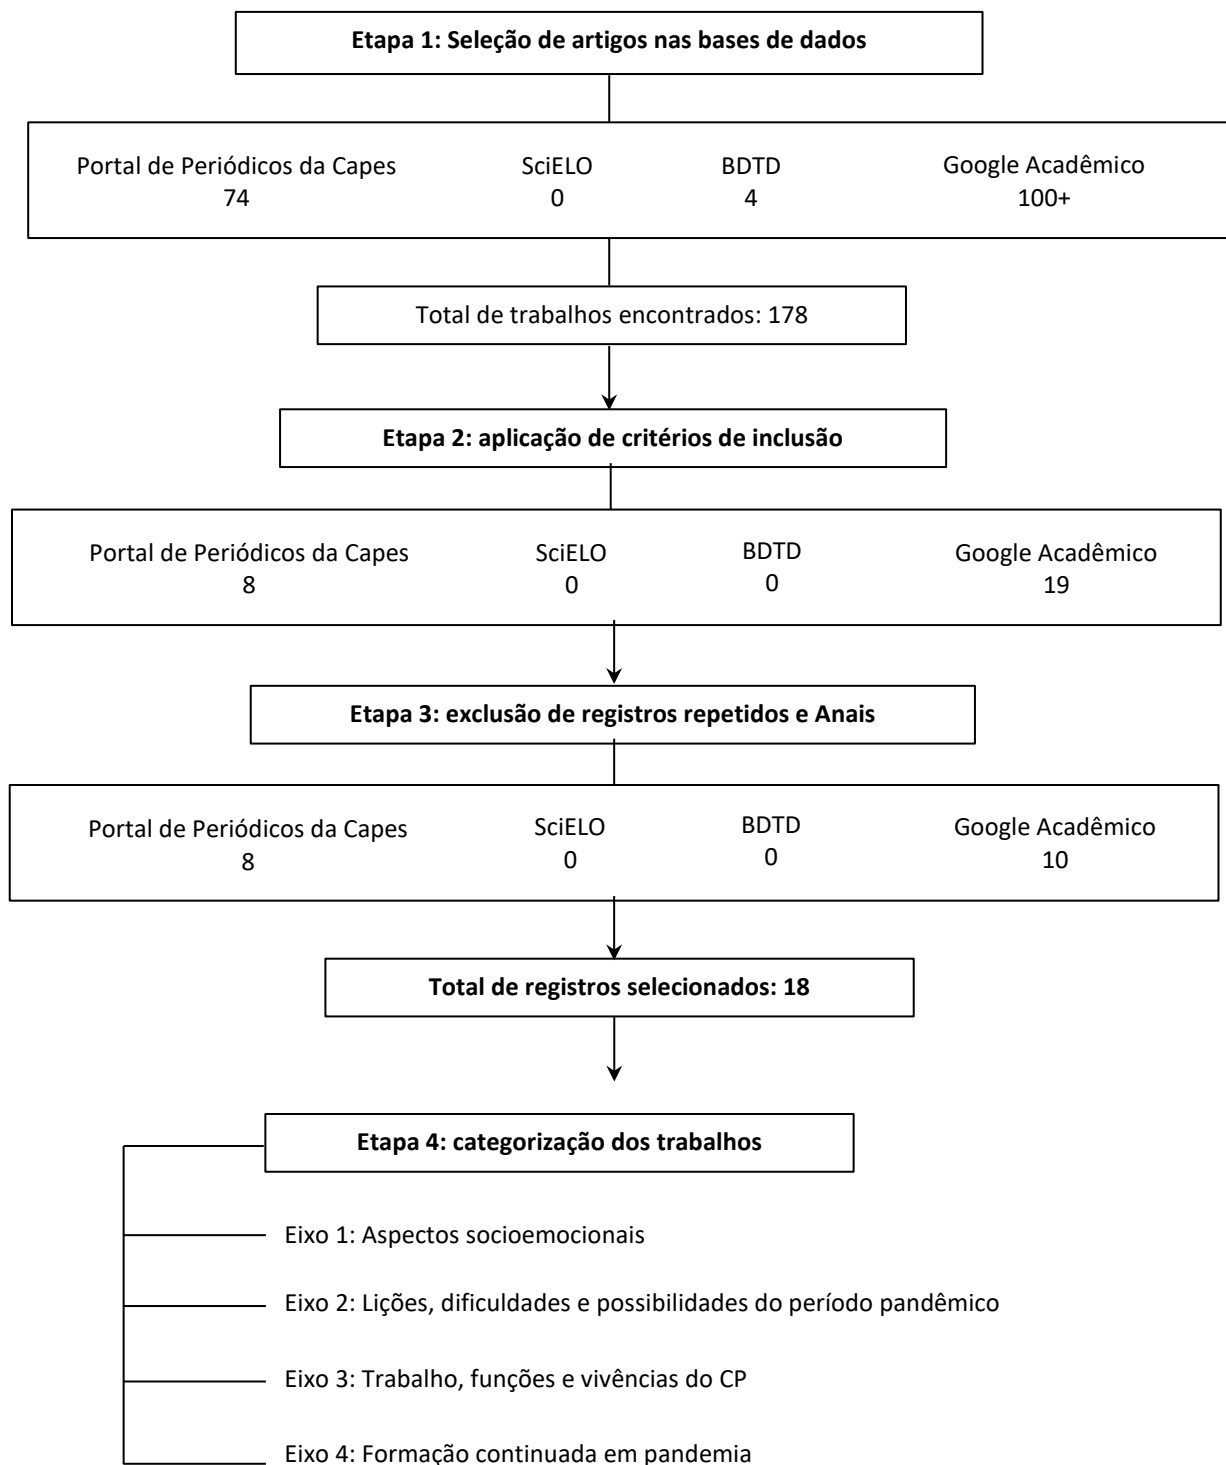 Etapa 1: Seleção de artigos nas bases de dados
Portal de Periódicos da Capes SciELO BDTD Google Acadêmico
74 0 4 100+
Total de trabalhos encontrados: 178
Etapa 2: aplicação de critérios de inclusão
Portal de Periódicos da Capes SciELO BDTD Google Acadêmico
8 0 0 19
Etapa 3: exclusão de registros repetidos e Anais
Portal de Periódicos da Capes SciELO BDTD Google Acadêmico
8 0 0 10
Total de registros selecionados: 18
Etapa 4: categorização dos trabalhos
Eixo 1: Aspectos socioemocionais
Eixo 2: Lições, dificuldades e possibilidades do período pandêmico
Eixo 3: Trabalho, funções e vivências do CP
Eixo 4: Formação continuada em pandemia